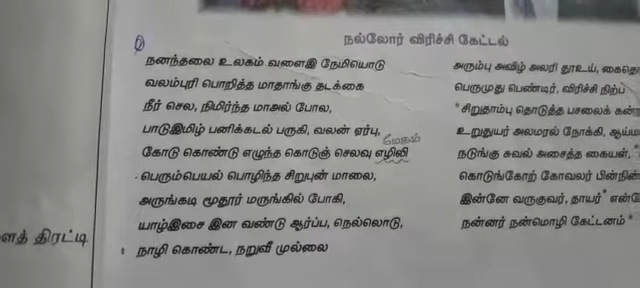 நல்லோர் விரிச்சி கேட்டல்
நனந்தலை உலகம் வளைஇ நேமியொடு
வலம்புரி பொறித்த மாதாங்கு தடக்கை
நீர் செல, நிமிர்ந்த மாஅல் போல,
பாடுஇமிழ் பனிக்கடல் பருகி, வலன் ஏர்பு,
மேகம்
கோடு கொண்டு எழுந்த கொடுஞ் செலவு எழிலி
பெரும்பெயல் பொழிந்த சிறுபுன் மாலை,
அருங்கடி மூதூர் மருங்கில் போகி,
யாழ்இசை இன வண்டு ஆர்ப்ப, நெல்லொடு,
நாழி கொண்ட, நறுவீ முல்லை
அரும்பு அவிழ் அலரி தூஉய், கைதொ
பெருமுது பெண்டிர், விரிச்சி நிற்ப
*சிறுதாம்பு தொடுத்த பசலைக் கன்
உறுதுயர் அலமரல் நோக்கி, ஆய்ம
நடுங்கு சுவல் அசைத்த கையள், *
கொடுங்கோற் கோவலர் பின்நின்
இன்னே வருகுவர், தாயர்* என்
நன்னர் நன்மொழி கேட்டனம் *
ளத் திரட்டி